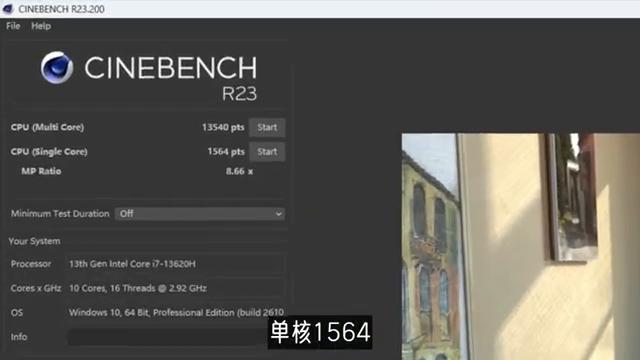 CINEBENCH R23.200
File Help
CINEBENCH
R23
CPU (Multi Core) 13540 pts Start
CPU (Single Core) 1564 pts Start
MP Ratio 8.66 x
Minimum Test Duration Off
Your System
Processor 13th Gen Intel Core i7-13620H
Cores x GHz 10 Cores, 16 Threads @ 2.92 GHz
OS Windows 10, 64 Bit, Professional Edition (build 2610
Info
单核1564